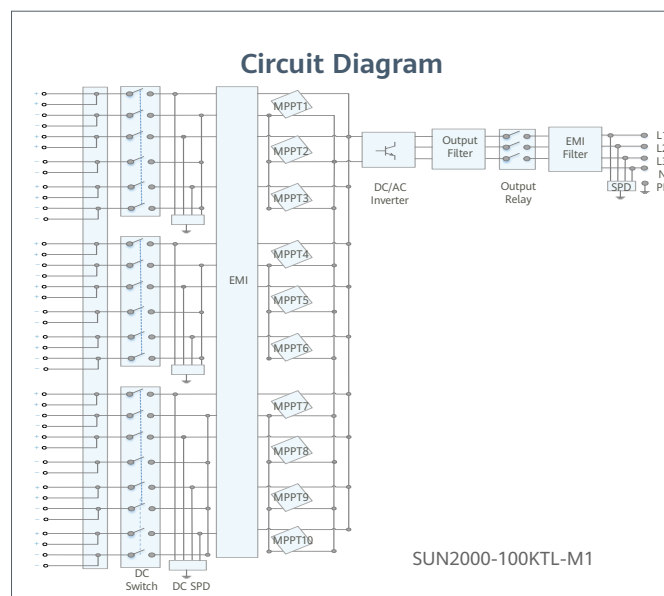 Circuit Diagram
MPPT1
MPPT2
MPPT3
MPPT4
MPPT5
MPPT6
MPPT7
MPPT8
MPPT9
MPPT10
EMI
DC
Switch
DC SPD
DC/AC
Inverter
Output
Filter
Output
Relay
EMI
Filter
SPD
L1
L2
L3
N
SUN2000-100KTL-M1